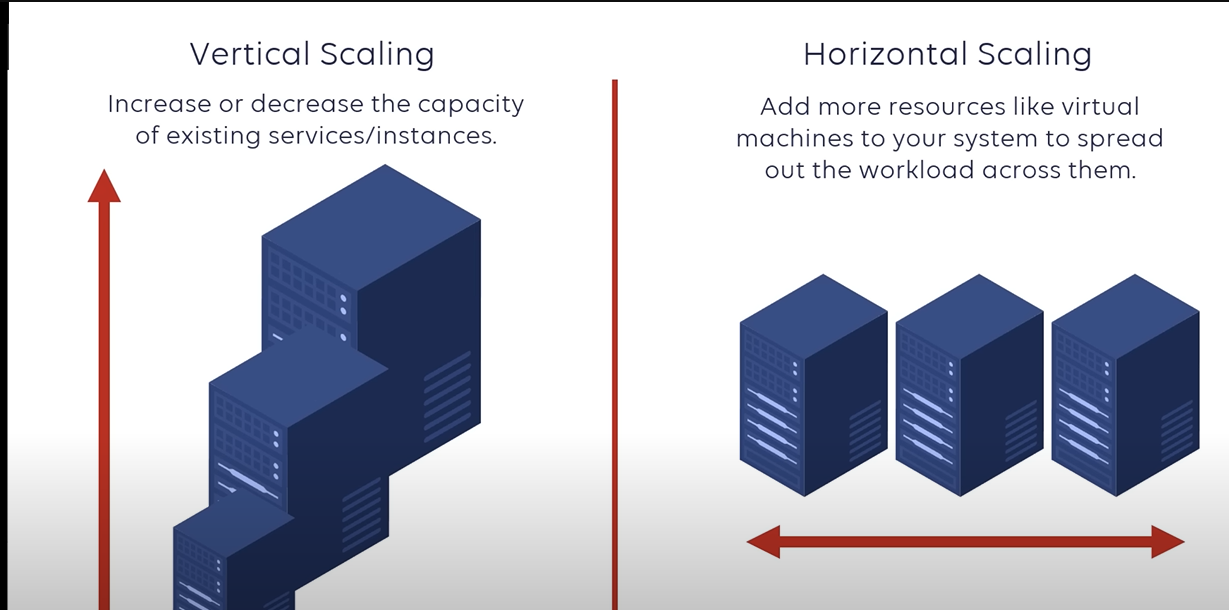 Vertical Scaling
Increase or decrease the capacity
of existing services/instances.
Horizontal Scaling
Add more resources like virtual
machines to your system to spread
out the workload across them.